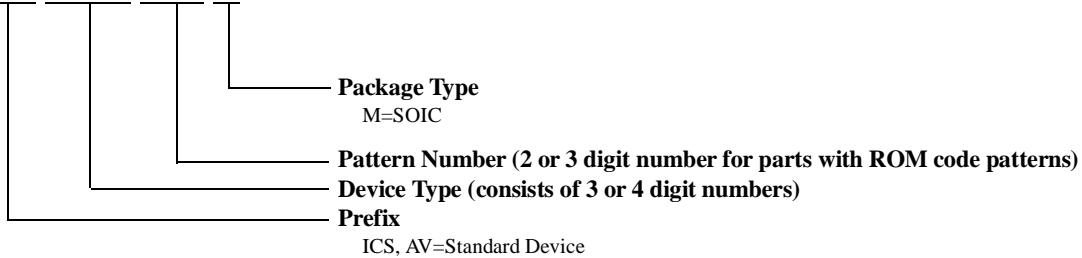 Package Type
M=SOIC
Pattern Number (2 or 3 digit number for parts with ROM code patterns)
Device Type (consists of 3 or 4 digit numbers)
Prefix
ICS, AV=Standard Device